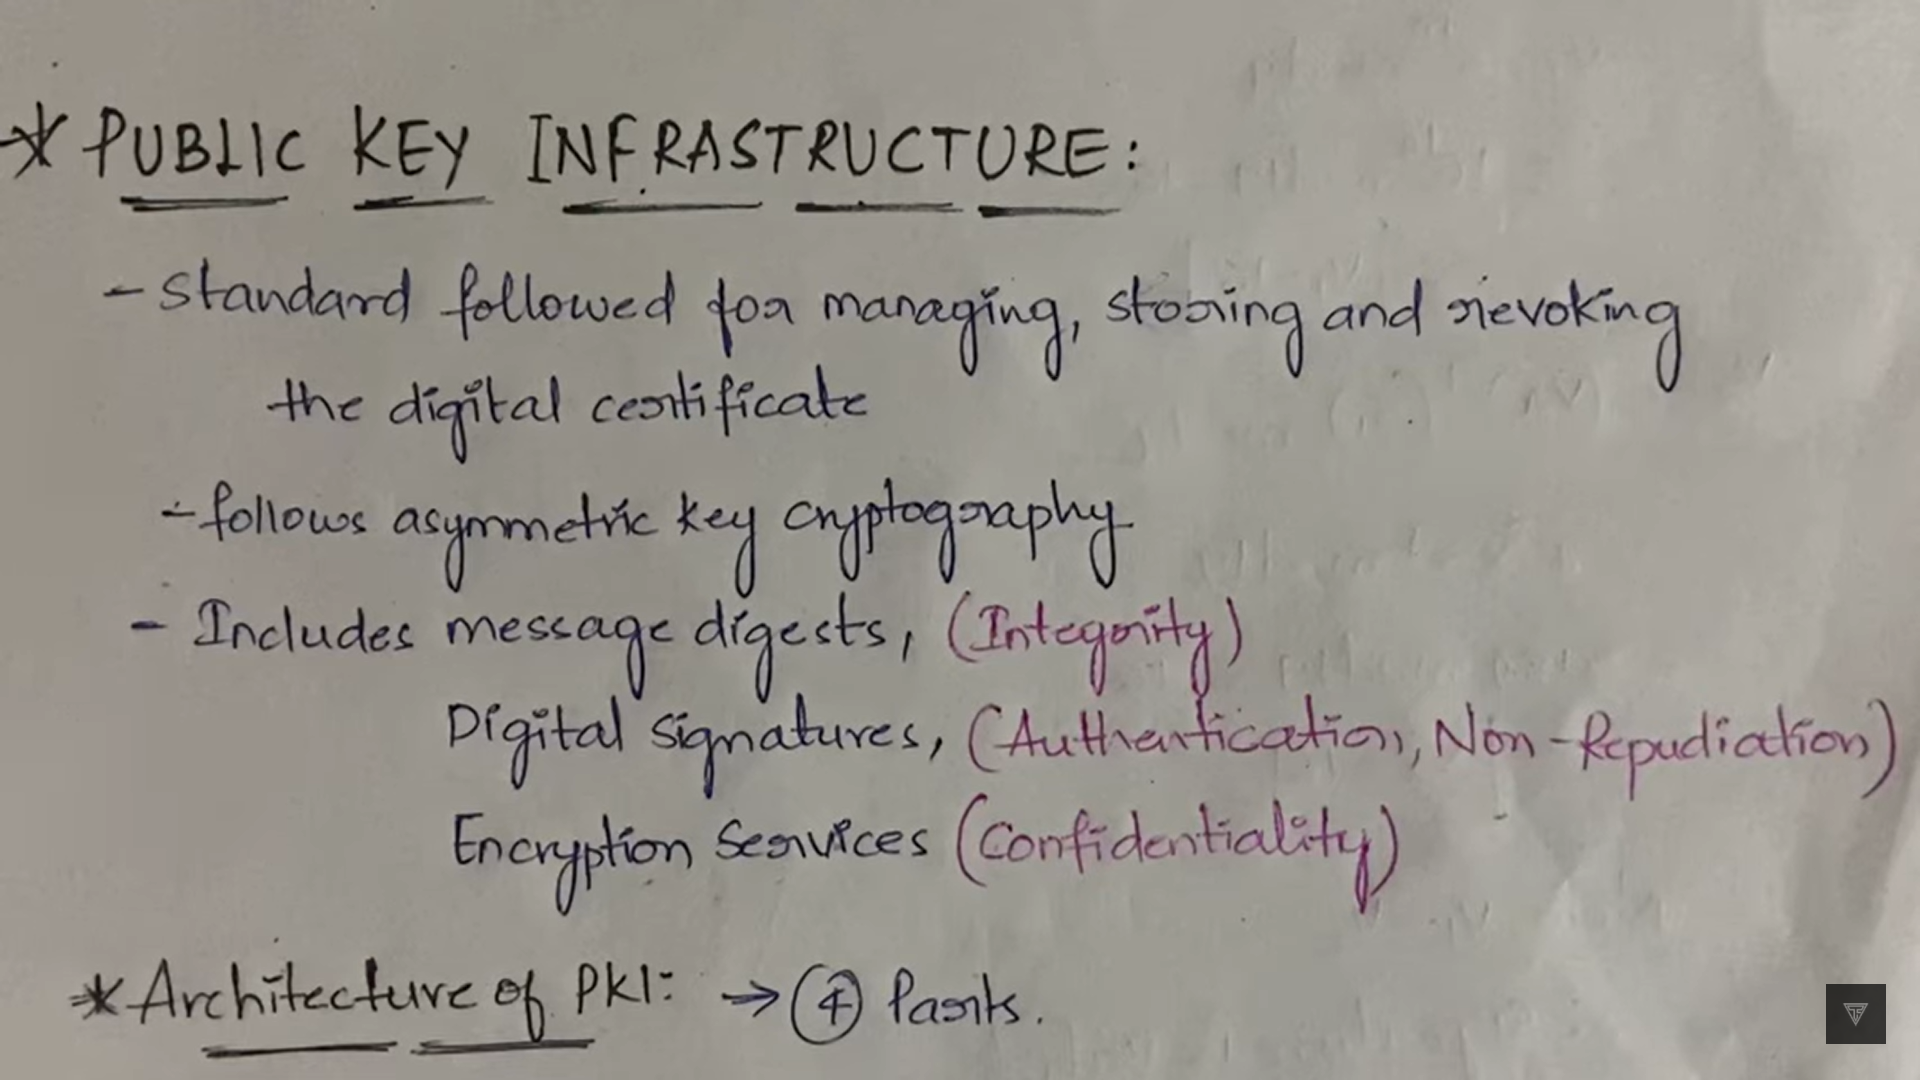 * PUBLIC KEY INFRASTRUCTURE:
- standard followed for managing, storing and revoking
the digital certificate
- follows asymmetric key cryptography
- Includes message digests, (Integrity)
Digital signatures, (Authentication, Non-Repudiation)
Encryption Services (Confidentiality)
* Architecture of PKI: → 4 Parts.